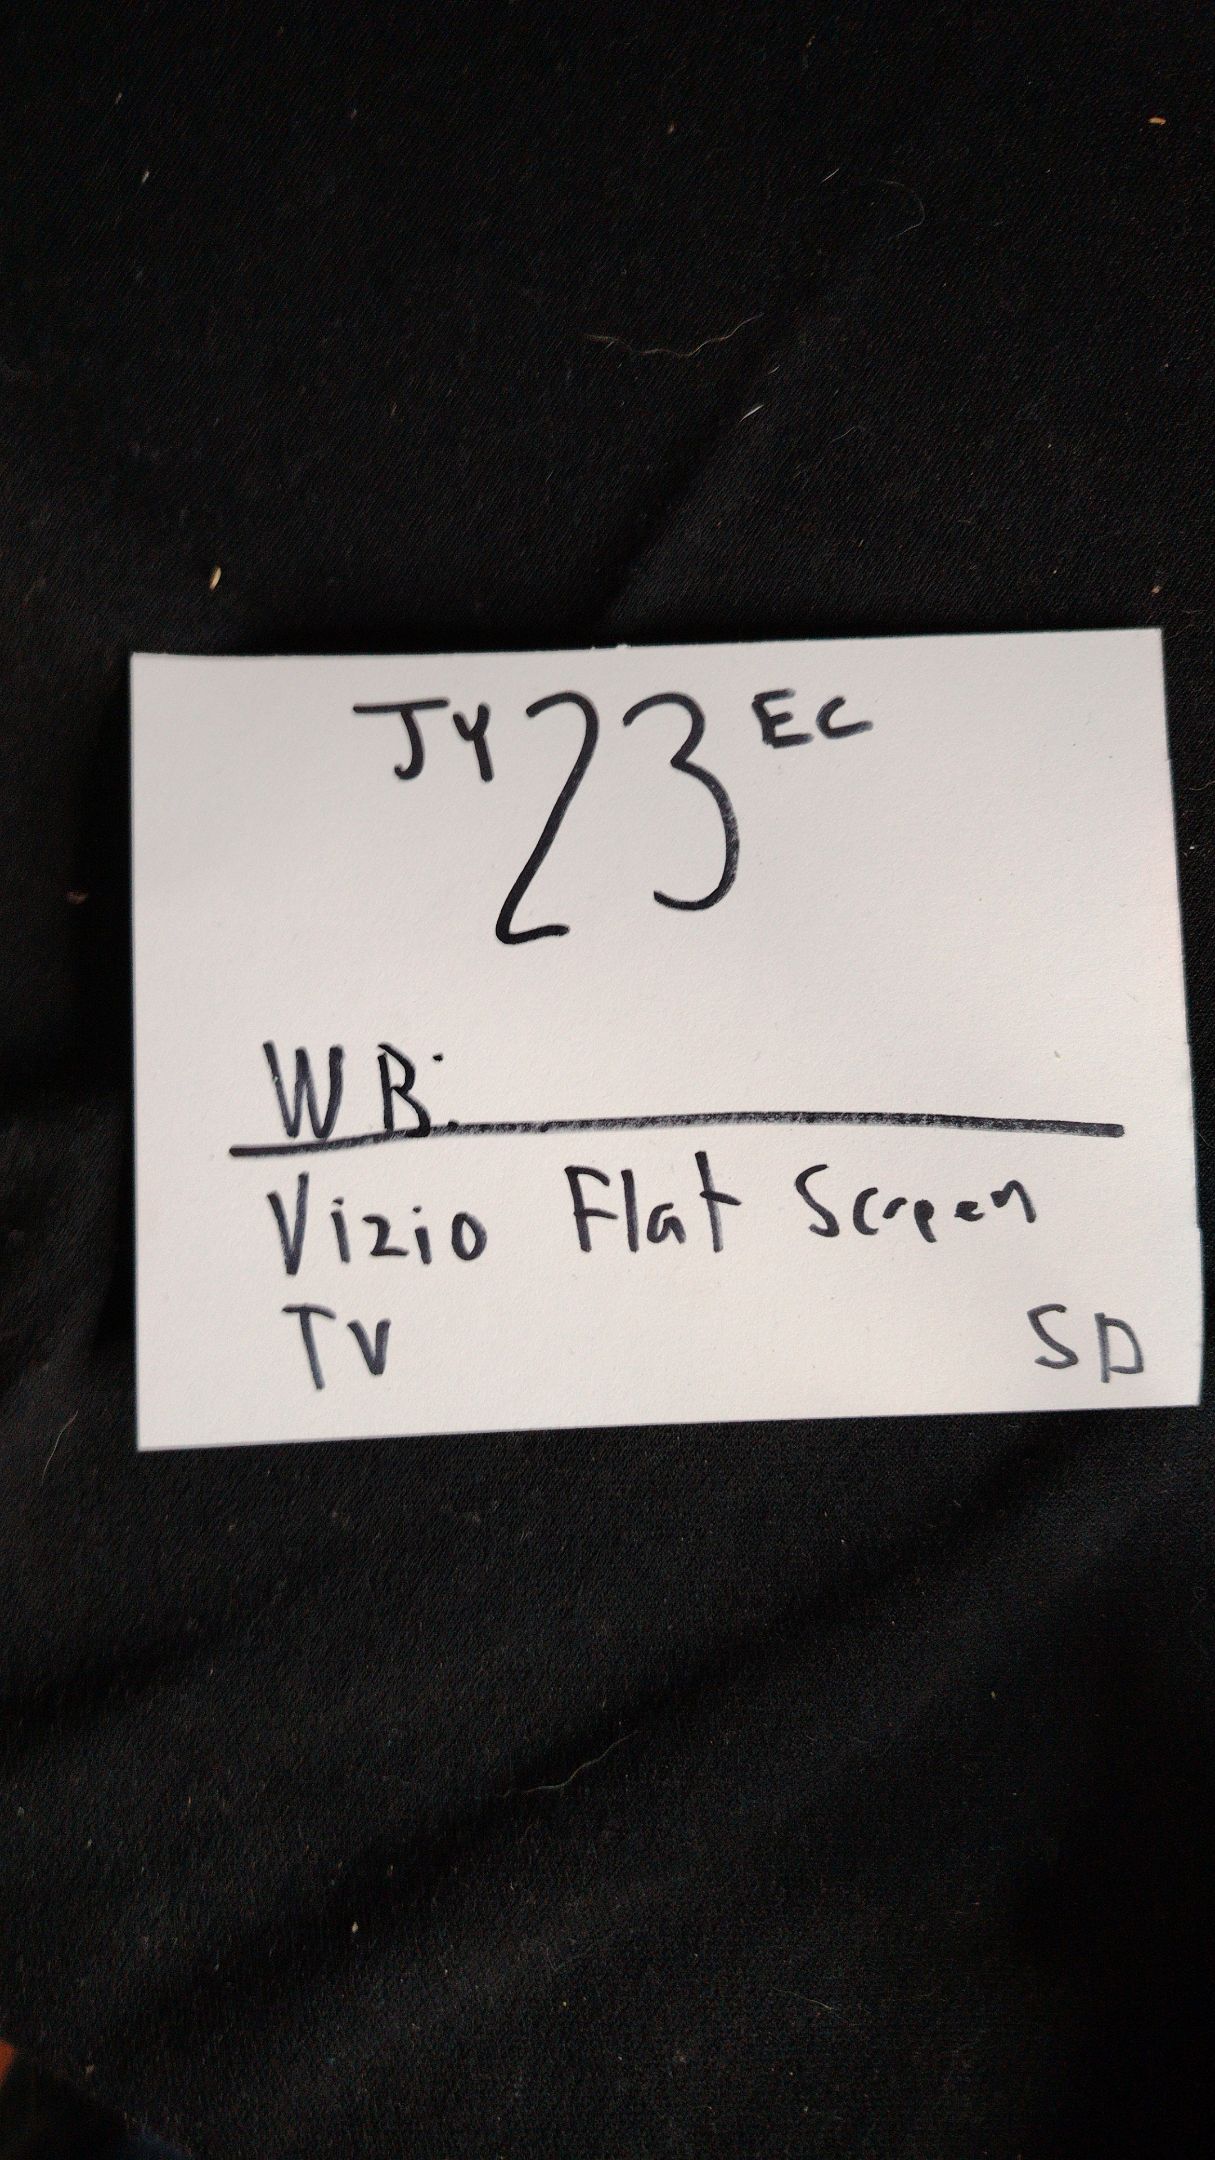 JY 23 EC
WB:
Vizio Flat Screen
TV SD